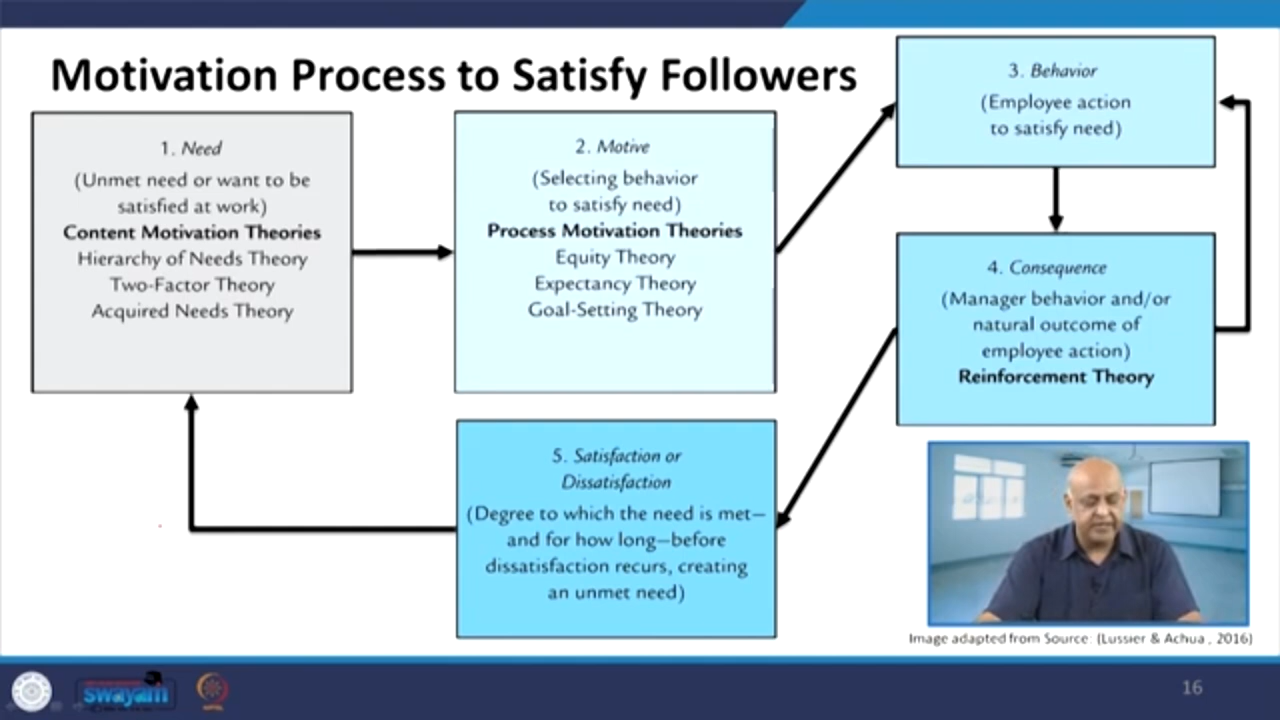 Motivation Process to Satisfy Followers
1. Need
(Unmet need or want to be
satisfied at work)
Content Motivation Theories
Hierarchy of Needs Theory
Two-Factor Theory
Acquired Needs Theory
2. Motive
(Selecting behavior
to satisfy need)
Process Motivation Theories
Equity Theory
Expectancy Theory
Goal-Setting Theory
3. Behavior
(Employee action
to satisfy need)
4. Consequence
(Manager behavior and/or
natural outcome of
employee action)
Reinforcement Theory
5. Satisfaction or
Dissatisfaction
(Degree to which the need is met—
and for how long—before
dissatisfaction recurs, creating
an unmet need)
Image adapted from Source: (Lussier & Achua , 2016)
swayam
16